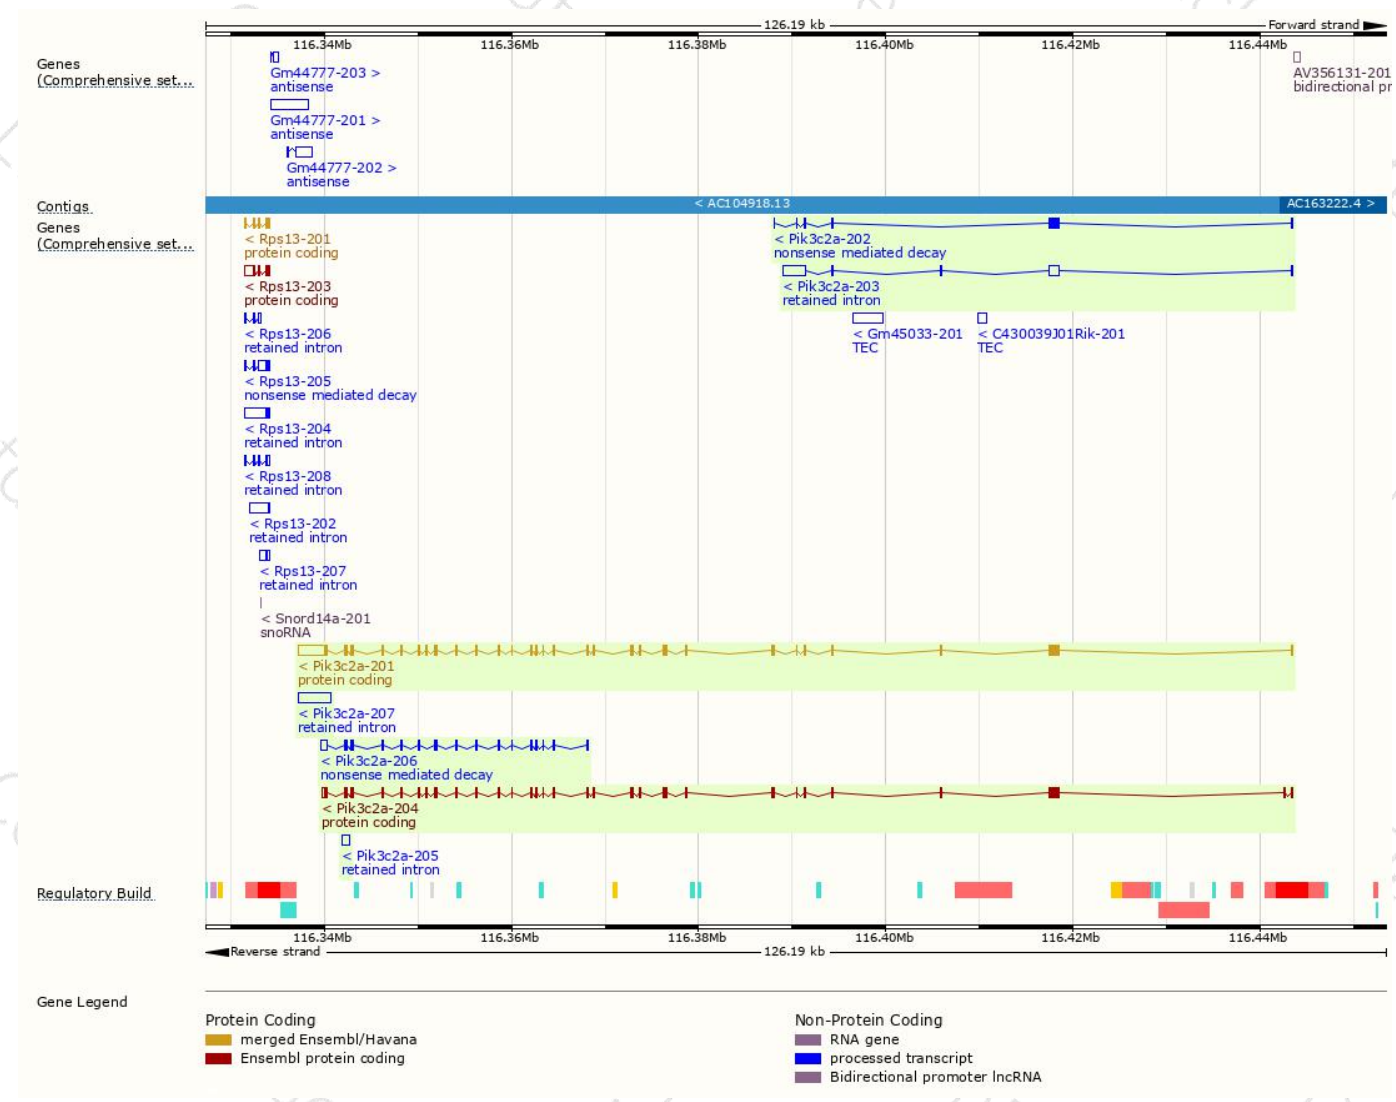 126.19 kb
Forward strand
116.34Mb 116.36Mb 116.38Mb 116.40Mb 116.42Mb 116.44Mb
Genes
(Comprehensive set...
Gm44777-203 >
antisense
Gm44777-201 >
antisense
Gm44777-202 >
antisense
AV356131-201
bidirectional pr
Contigs
< AC104918.13
AC163222.4 >
Genes
(Comprehensive set...
< Rps13-201
protein coding
< Pik3c2a-202
nonsense mediated decay
< Rps13-203
protein coding
< Pik3c2a-203
retained intron
< Rps13-206
retained intron
< Gm45033-201
TEC
< C430039J01Rik-201
TEC
< Rps13-205
nonsense mediated decay
< Rps13-204
retained intron
< Rps13-208
retained intron
< Rps13-202
retained intron
< Rps13-207
retained intron
< Snord14a-201
snoRNA
< Pik3c2a-201
protein coding
< Pik3c2a-207
retained intron
< Pik3c2a-206
nonsense mediated decay
< Pik3c2a-204
protein coding
< Pik3c2a-205
retained intron
Regulatory Build
116.34Mb 116.36Mb 116.38Mb 116.40Mb 116.42Mb 116.44Mb
Reverse strand
126.19 kb
Gene Legend
Protein Coding
merged Ensembl/Havana
Ensembl protein coding
Non-Protein Coding
RNA gene
processed transcript
Bidirectional promoter lncRNA